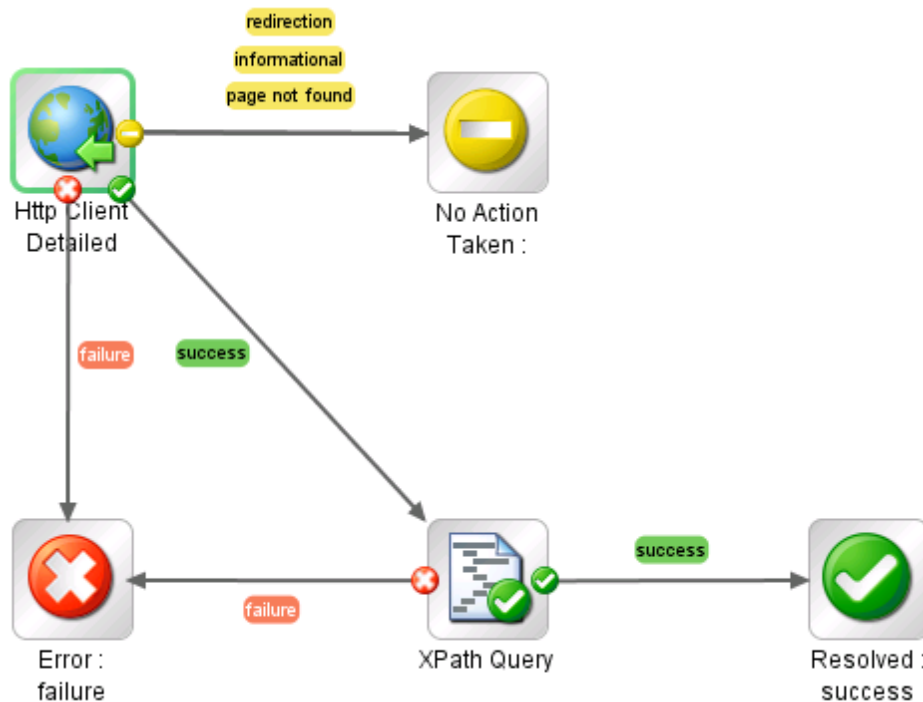 redirection
informational
page not found
Http Client
Detailed
No Action
Taken :
failure
success
success
failure
Error :
failure
XPath Query
Resolved :
success